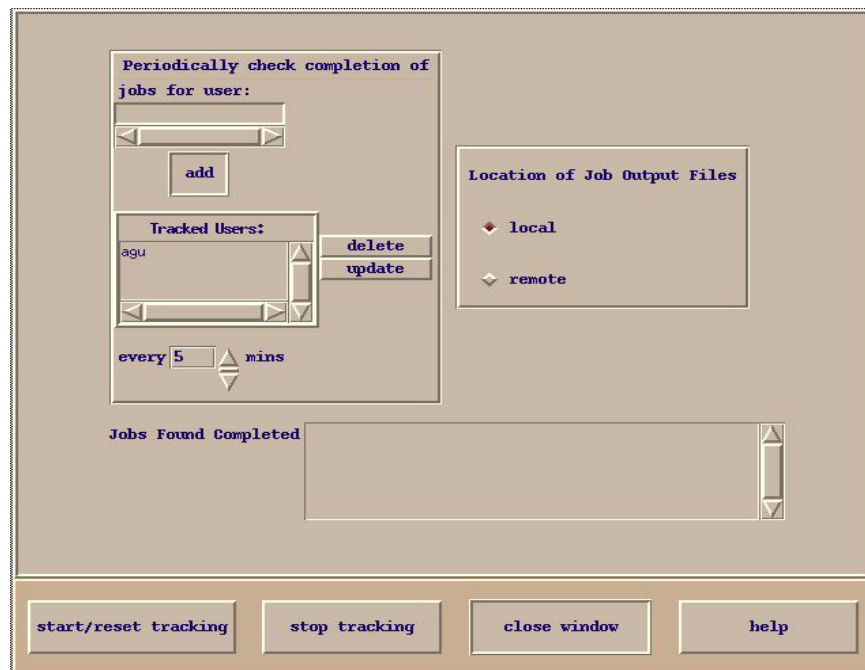 Periodically check completion of
jobs for user:
add
Tracked Users:
agu
delete
update
every 5 mins
Location of Job Output Files
local
remote
Jobs Found Completed
start/reset tracking
stop tracking
close window
help